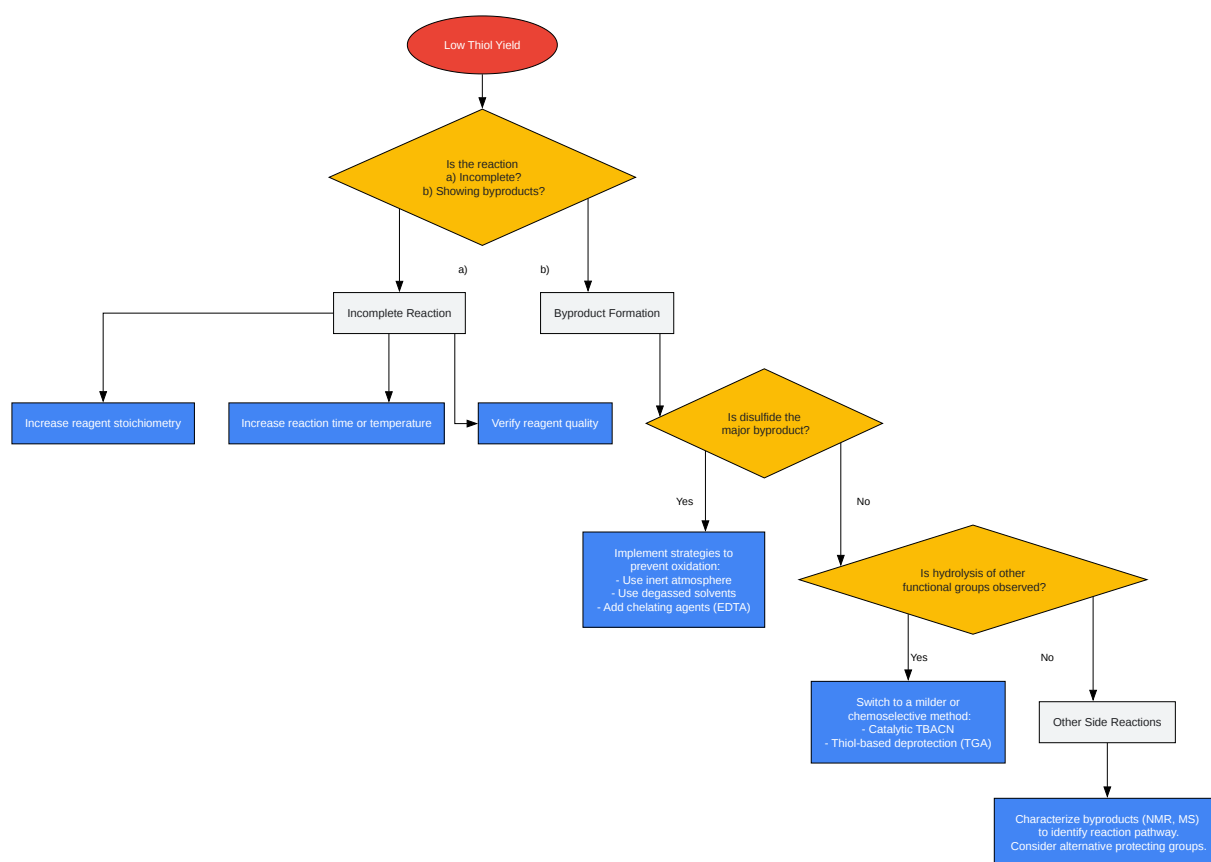 Low Thiol Yield
Is the reaction
a) Incomplete?
b) Showing byproducts?
a)
b)
Incomplete Reaction
Byproduct Formation
Increase reagent stoichiometry
Increase reaction time or temperature
Verify reagent quality
Is disulfide the
major byproduct?
Yes
No
Implement strategies to
prevent oxidation:
- Use inert atmosphere
- Use degassed solvents
- Add chelating agents (EDTA)
Is hydrolysis of other
functional groups observed?
Yes
No
Switch to a milder or
chemoselective method:
- Catalytic TBACN
- Thiol-based deprotection (TGA)
Other Side Reactions
Characterize byproducts (NMR, MS)
to identify reaction pathway.
Consider alternative protecting groups.